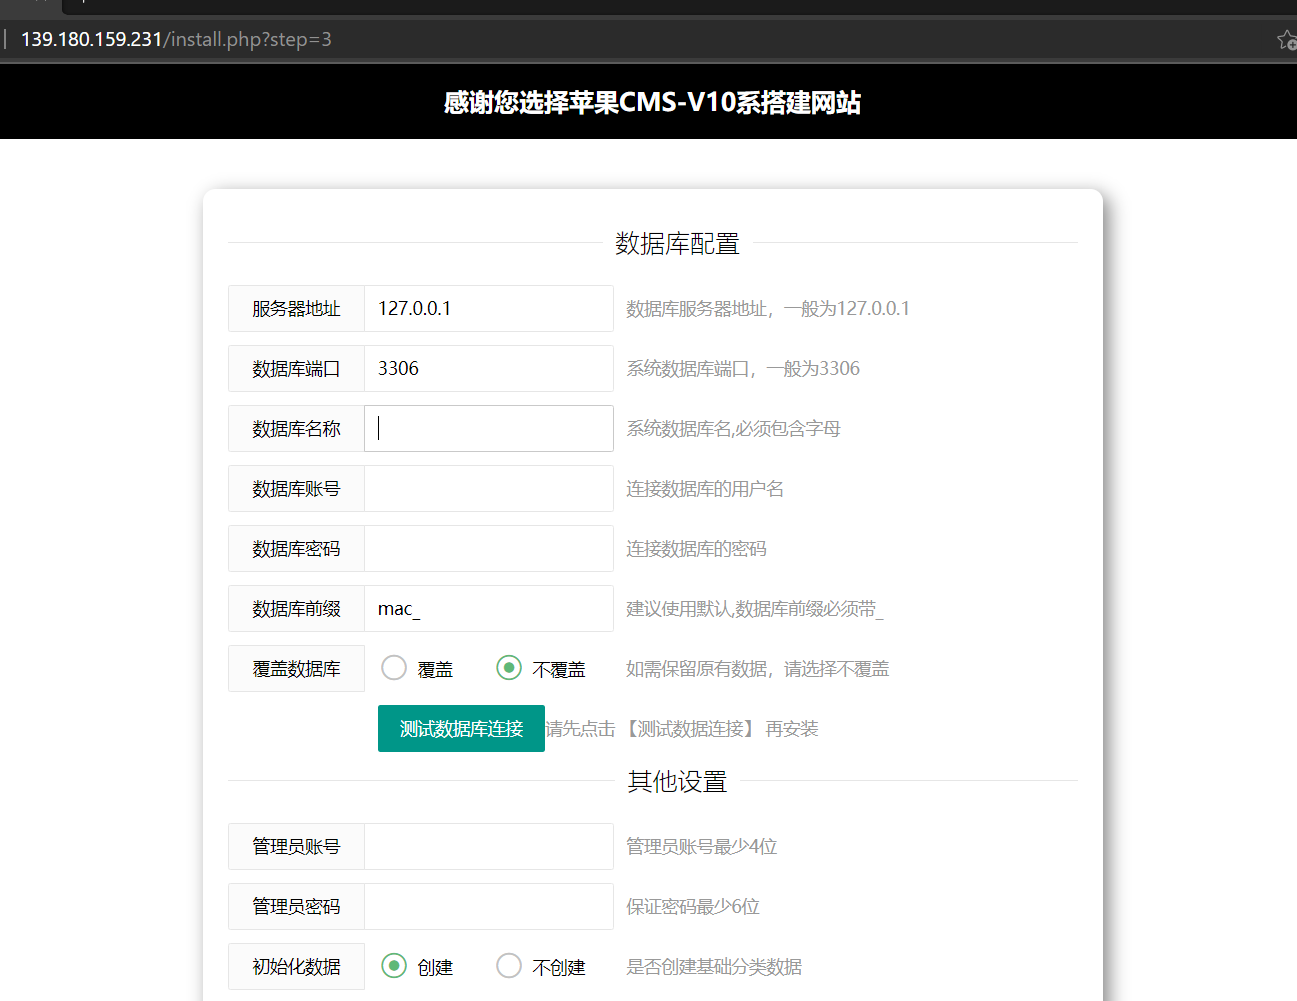 139.180.159.231/install.php?step=3
感谢您选择苹果CMS-V10系搭建网站
数据库配置
服务器地址 127.0.0.1 数据库服务器地址，一般为127.0.0.1
数据库端口 3306 系统数据库端口，一般为3306
数据库名称 系统数据库名,必须包含字母
数据库账号 连接数据库的用户名
数据库密码 连接数据库的密码
数据库前缀 mac_ 建议使用默认,数据库前缀必须带_
覆盖数据库 覆盖 不覆盖 如需保留原有数据，请选择不覆盖
测试数据库连接 请先点击 【测试数据连接】 再安装
其他设置
管理员账号 管理员账号最少4位
管理员密码 保证密码最少6位
初始化数据 创建 不创建 是否创建基础分类数据